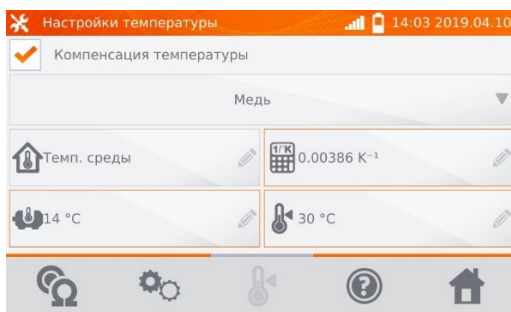 Настройки температуры 14:03 2019.04.10
Компенсация температуры
Медь
Темп. среды 1/°K 0.00386 K⁻¹
14 °C 30 °C